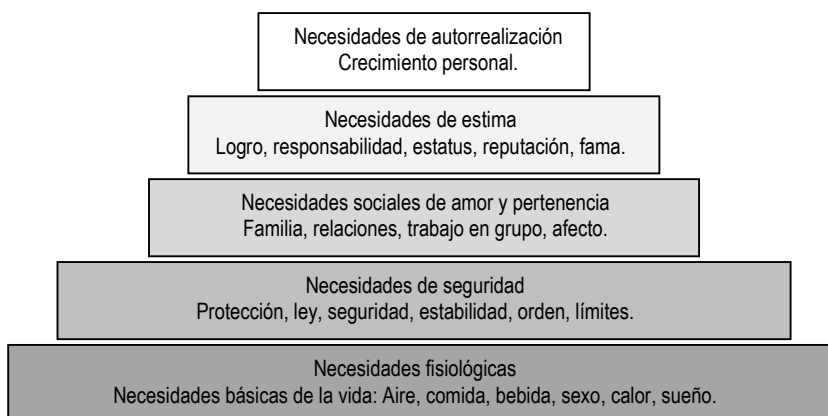 Necesidades de autorrealización
Crecimiento personal.
Necesidades de estima
Logro, responsabilidad, estatus, reputación, fama.
Necesidades sociales de amor y pertenencia
Familia, relaciones, trabajo en grupo, afecto.
Necesidades de seguridad
Protección, ley, seguridad, estabilidad, orden, límites.
Necesidades fisiológicas
Necesidades básicas de la vida: Aire, comida, bebida, sexo, calor, sueño.